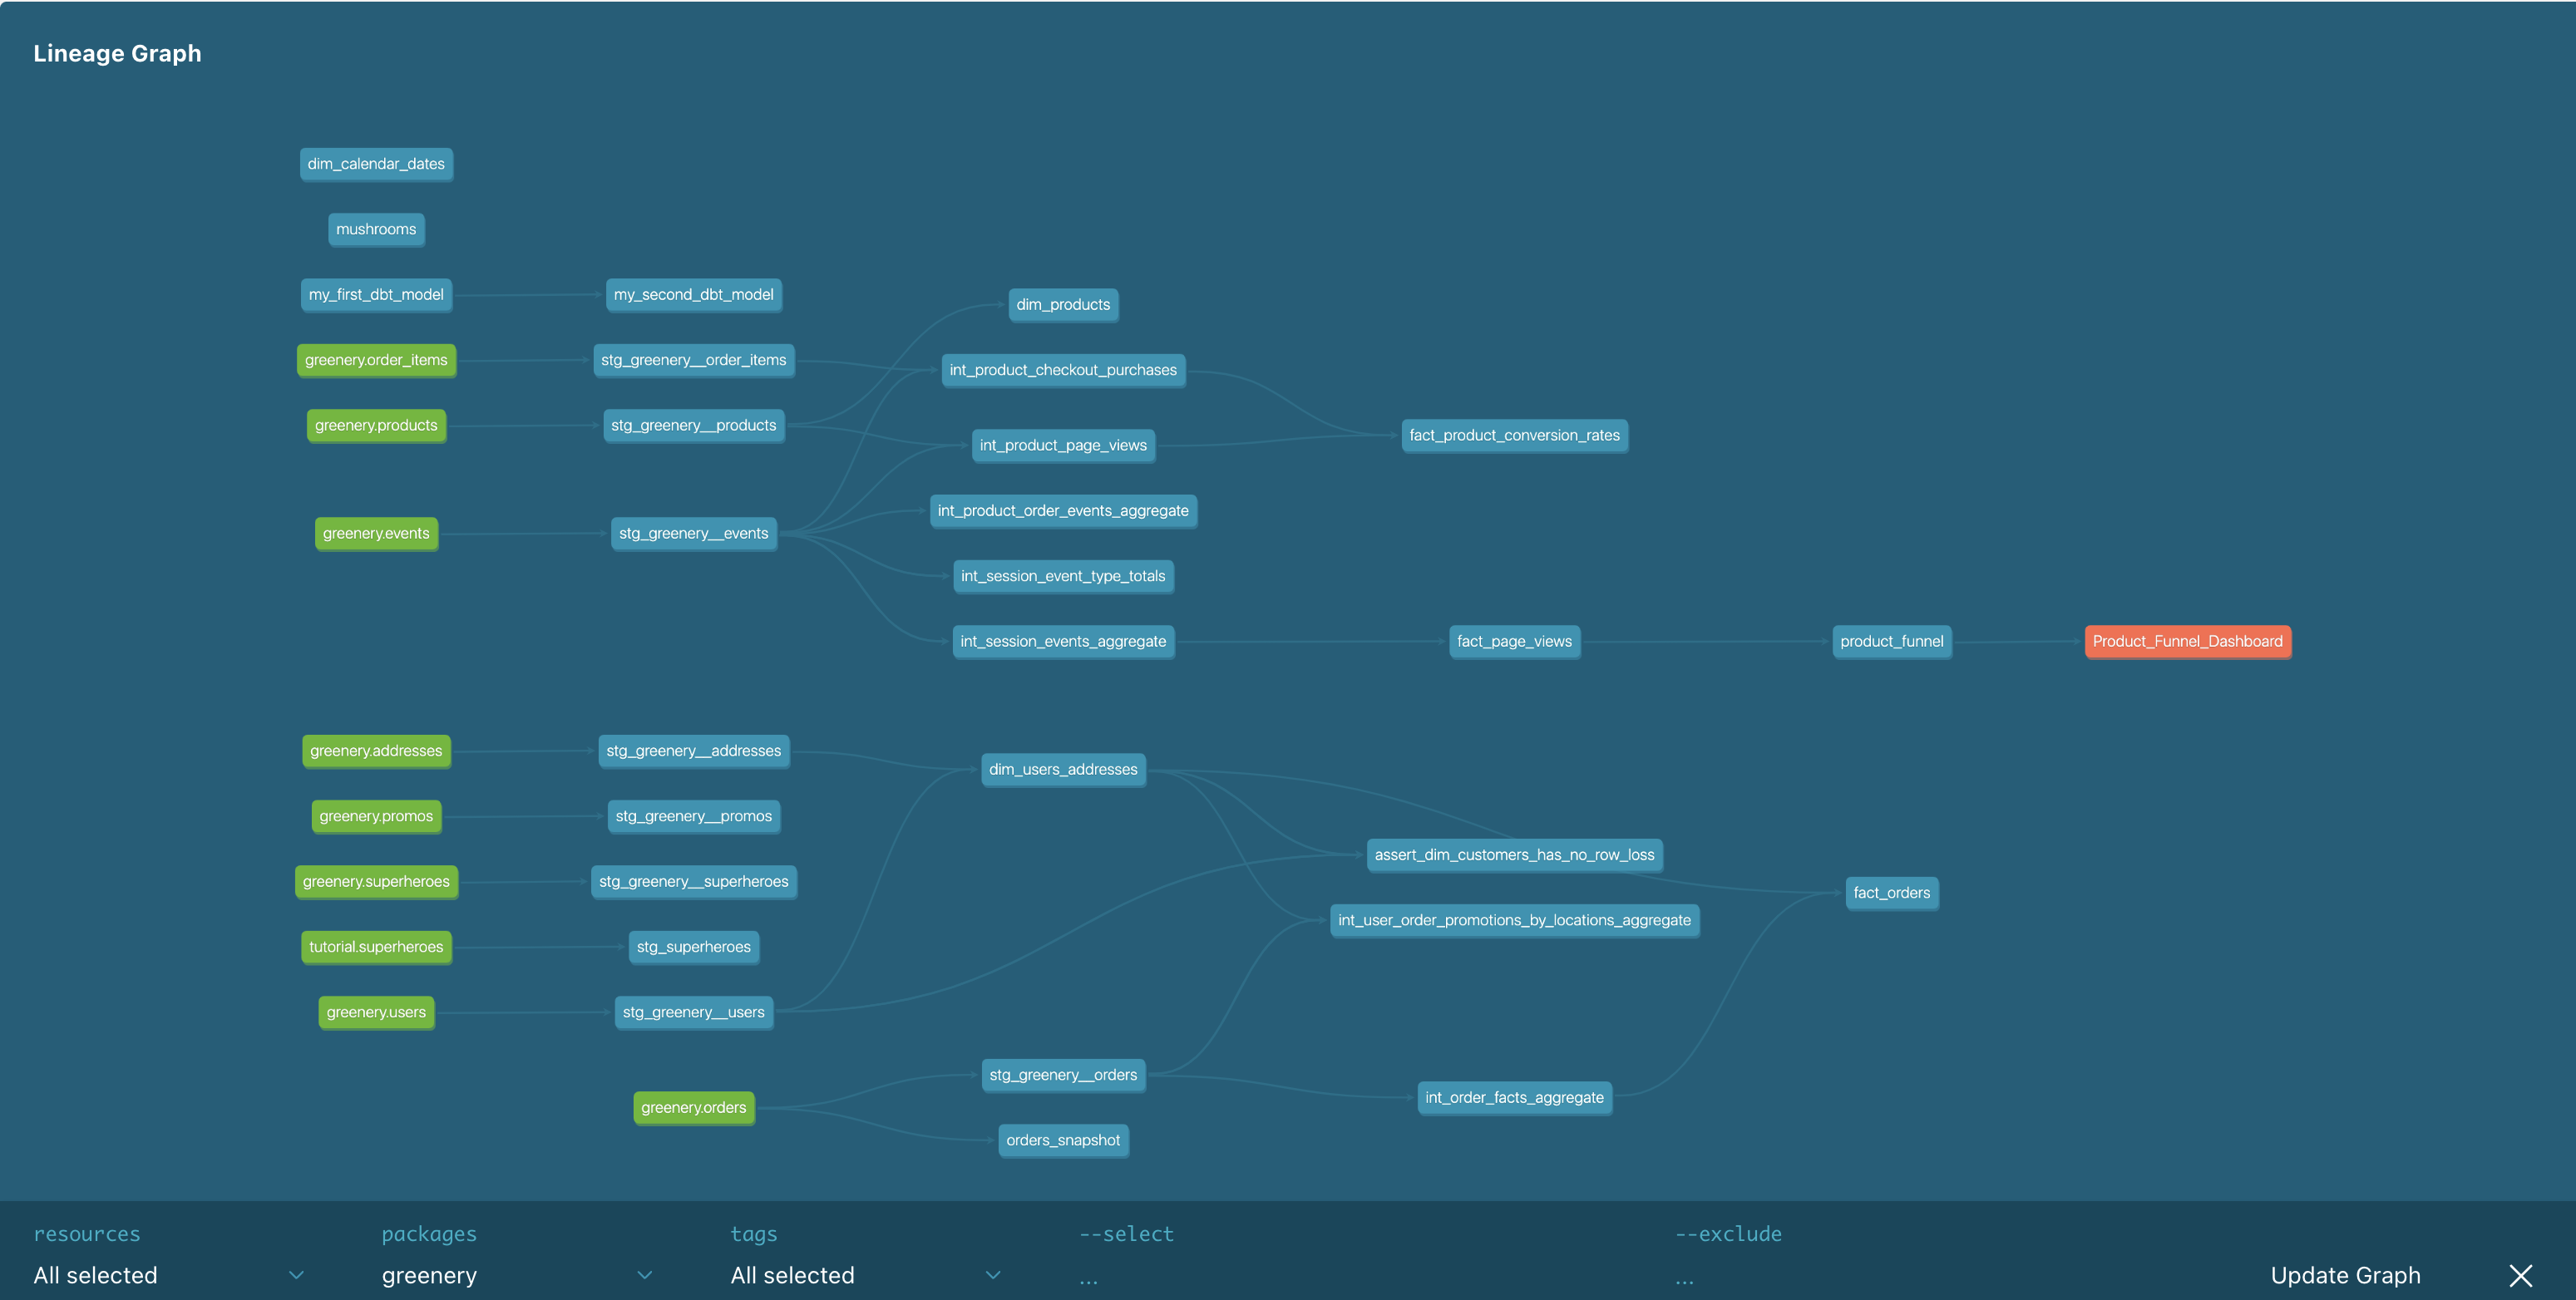 Lineage Graph
dim_calendar_dates
mushrooms
my_first_dbt_model
my_second_dbt_model
dim_products
greenery.order_items
stg_greenery__order_items
int_product_checkout_purchases
greenery.products
stg_greenery__products
int_product_page_views
fact_product_conversion_rates
int_product_order_events_aggregate
greenery.events
stg_greenery__events
int_session_event_type_totals
int_session_events_aggregate
fact_page_views
product_funnel
Product_Funnel_Dashboard
greenery.addresses
stg_greenery__addresses
dim_users_addresses
greenery.promos
stg_greenery__promos
assert_dim_customers_has_no_row_loss
greenery.superheroes
stg_greenery__superheroes
fact_orders
int_user_order_promotions_by_locations_aggregate
tutorial.superheroes
stg_superheroes
greenery.users
stg_greenery__users
stg_greenery__orders
greenery.orders
int_order_facts_aggregate
orders_snapshot
resources
All selected
packages
greenery
tags
All selected
--select
...
--exclude
...
Update Graph